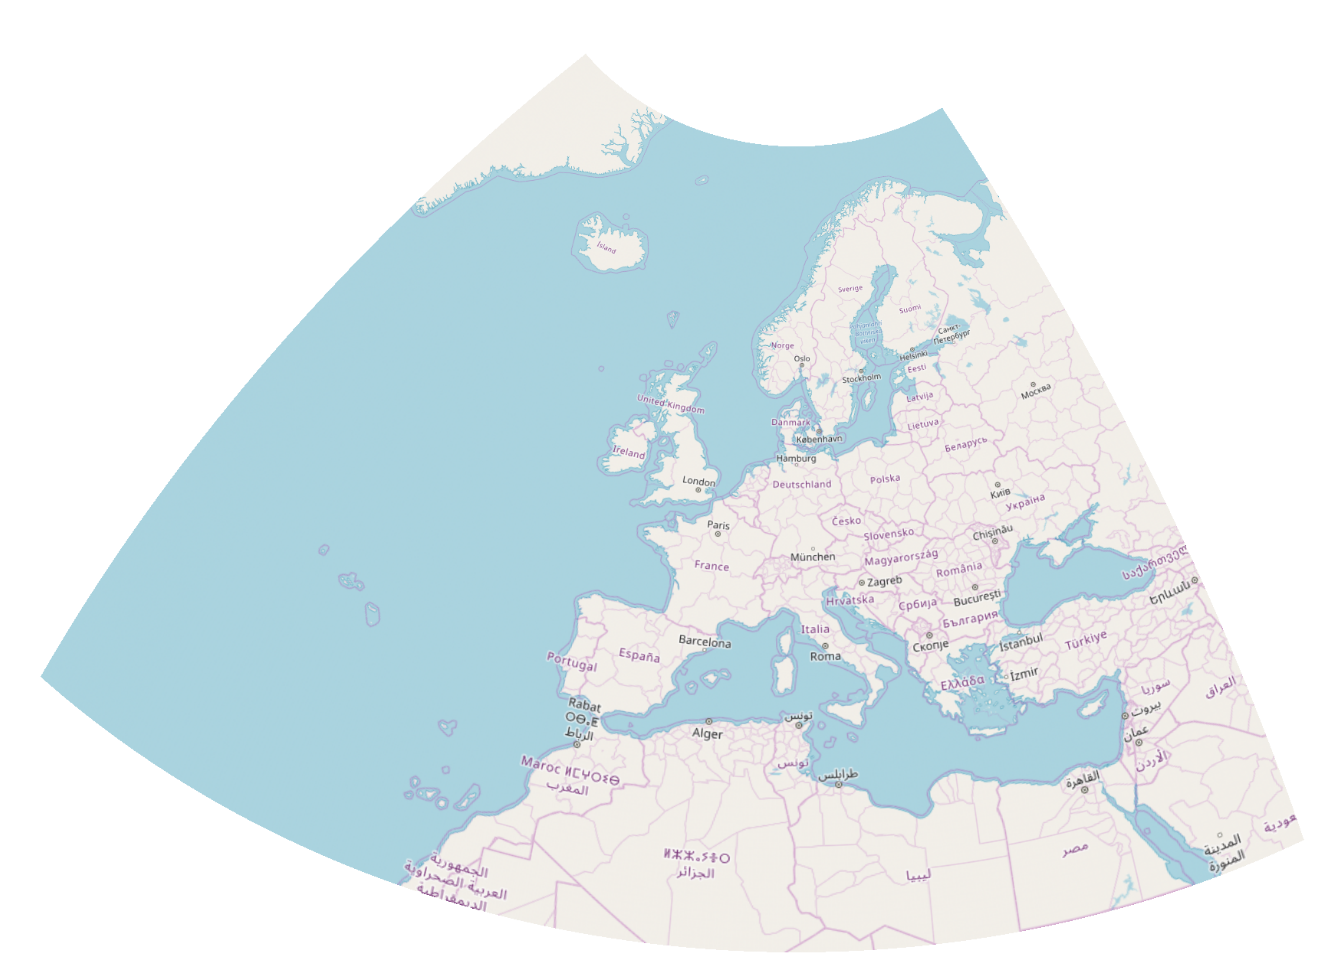 Ísland
Sverige
Suomi
Norge
Oslo
Helsinki
Санкт-
Петербург
Stockholm
Eesti
Москва
Latvija
United Kingdom
Danmark
Lietuva
København
Беларусь
Ireland
Hamburg
London
Deutschland
Polska
Київ
Україна
Paris
Česko
Slovensko
Chișinău
München
Magyarország
France
România
საქართველო
Zagreb
Երևան
Hrvatska
Србија
București
България
Barcelona
Italia
Скопје
İstanbul
Türkiye
España
Roma
Portugal
Ελλάδα
İzmir
سوريا
العراق
Rabat
ⵔⴱⴰⵟ
الرباط
Alger
تونس
بيروت
عمان
Maroc ⵍⵎⵖⵔⵉⴱ
المغرب
تونس
طرابلس
القاهرة
الأردن
المدينة
المنورة
عودية
ⵍⵣⵣⴰⵢⴻⵔ
الجزائر
ليبيا
مصر
الجمهورية
العربية الصحراوية
الديمقراطية